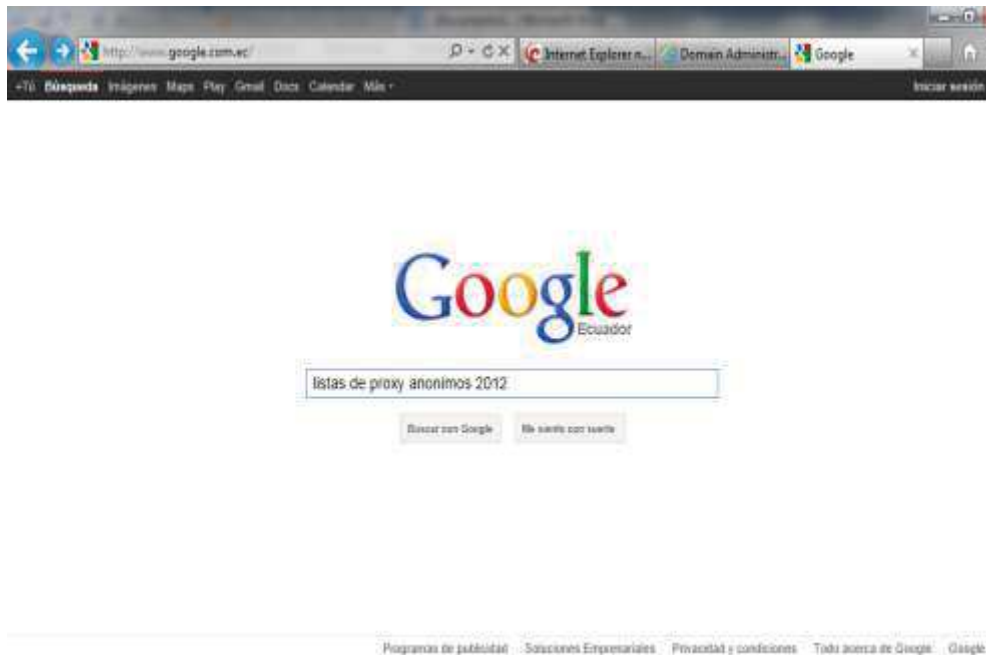 http://www.google.com.ec/
Internet Explorer n...
Domain Administr...
Google
+Tú Búsqueda Imágenes Maps Play Gmail Docs Calendar Más
Iniciar sesión
Google
Ecuador
listas de proxy anonimos 2012
Buscar con Google
Me siento con suerte
Programas de publicidad Soluciones Empresariales Privacidad y condiciones Todo acerca de Google Google